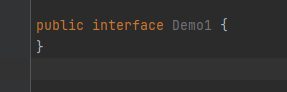 public interface Demo1 {
}